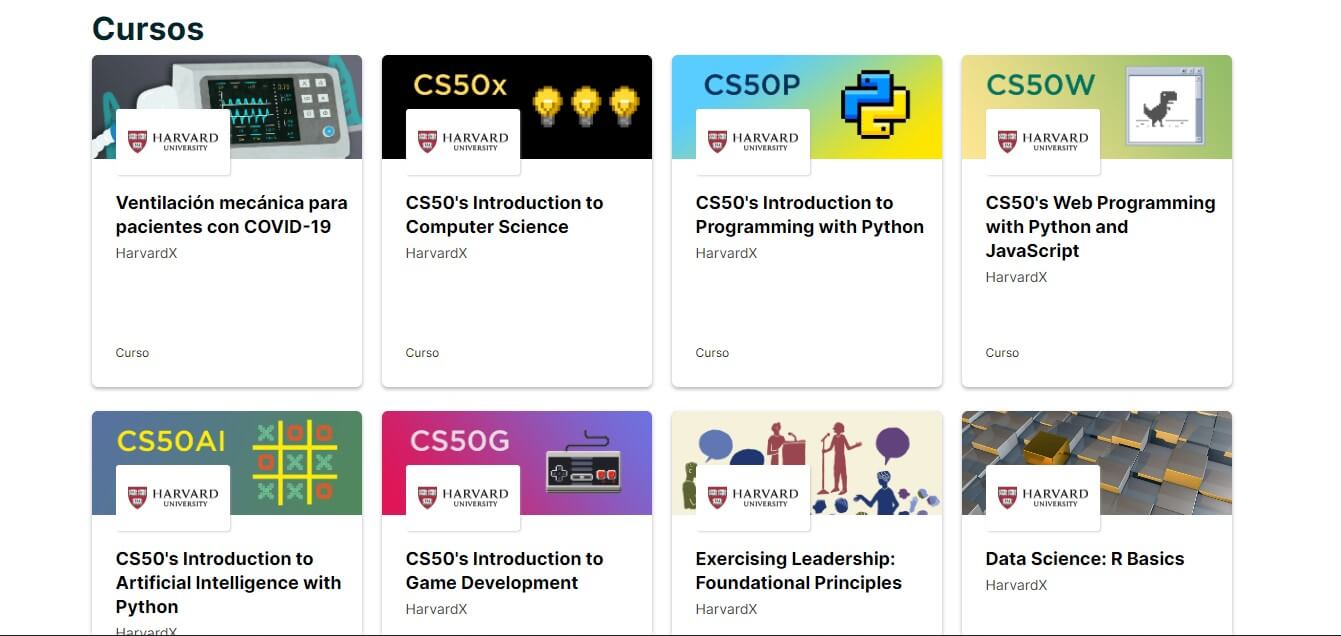 Cursos
HARVARD
UNIVERSITY
Ventilación mecánica para
pacientes con COVID-19
HarvardX
Curso
CS50x
HARVARD
UNIVERSITY
CS50's Introduction to
Computer Science
HarvardX
Curso
CS50P
HARVARD
UNIVERSITY
CS50's Introduction to
Programming with Python
HarvardX
Curso
CS50W
HARVARD
UNIVERSITY
CS50's Web Programming
with Python and
JavaScript
HarvardX
Curso
CS50AI
HARVARD
UNIVERSITY
CS50's Introduction to
Artificial Intelligence with
Python
HarvardX
CS50G
HARVARD
UNIVERSITY
CS50's Introduction to
Game Development
HarvardX
HARVARD
UNIVERSITY
Exercising Leadership:
Foundational Principles
HarvardX
HARVARD
UNIVERSITY
Data Science: R Basics
HarvardX